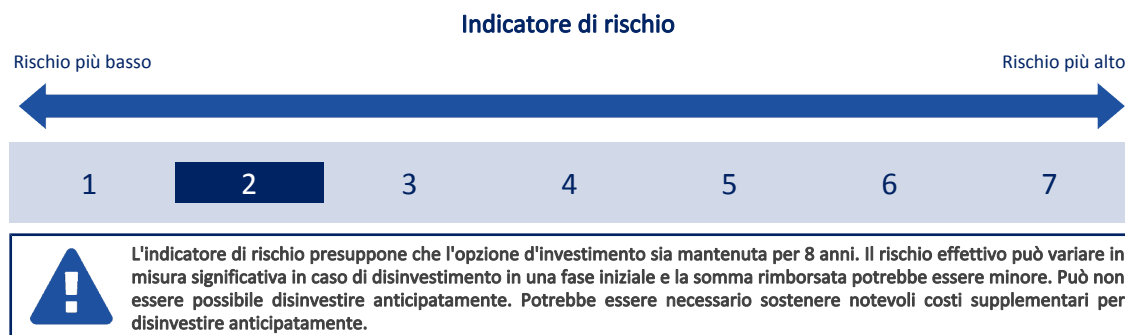 Indicatore di rischio
Rischio più basso
Rischio più alto
1 2 3 4 5 6 7
L'indicatore di rischio presuppone che l'opzione d'investimento sia mantenuta per 8 anni. Il rischio effettivo può variare in
misura significativa in caso di disinvestimento in una fase iniziale e la somma rimborsata potrebbe essere minore. Può non
essere possibile disinvestire anticipatamente. Potrebbe essere necessario sostenere notevoli costi supplementari per
disinvestire anticipatamente.